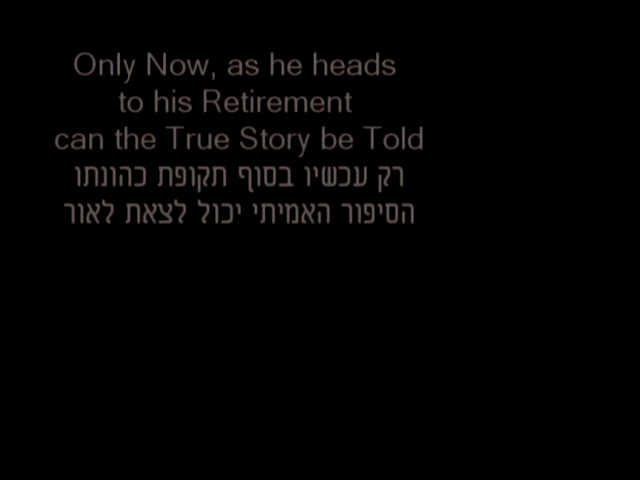 Only Now, as he heads
to his Retirement
can the True Story be Told
רק עכשיו בסוף תקופת כהונתו
הסיפור האמיתי יכול לצאת לאור